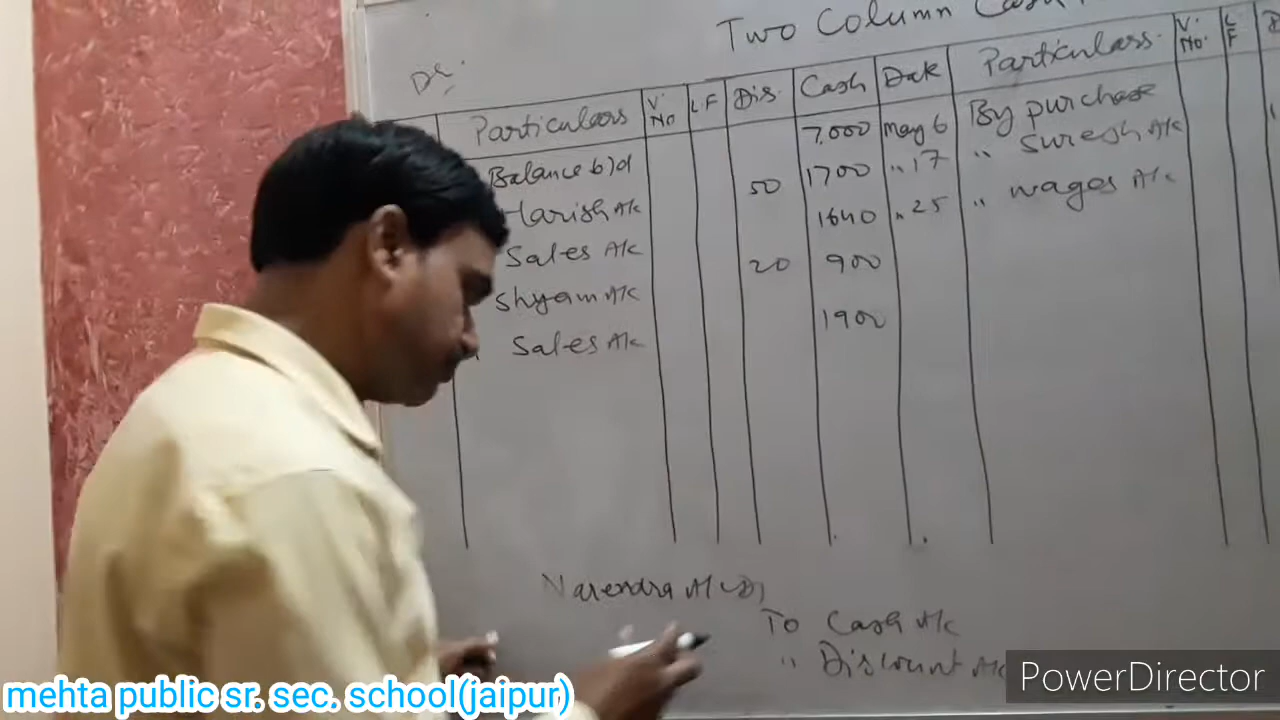 Two Column Cash
Dr.
Particulars V. No L F Dis. Cash Date Particulars. V. No. L F D
Balance b/d 7,000 May 6 By purchase
Harish A/c 50 1700 " 17 " Suresh A/c
Sales A/c 1640 " 25 " wages A/c
Shyam A/c 20 900
" Sales A/c 1900
Narendra A/c Dr
To Cash A/c
" Discount A/c
PowerDirector
mehta public sr. sec. school(jaipur)